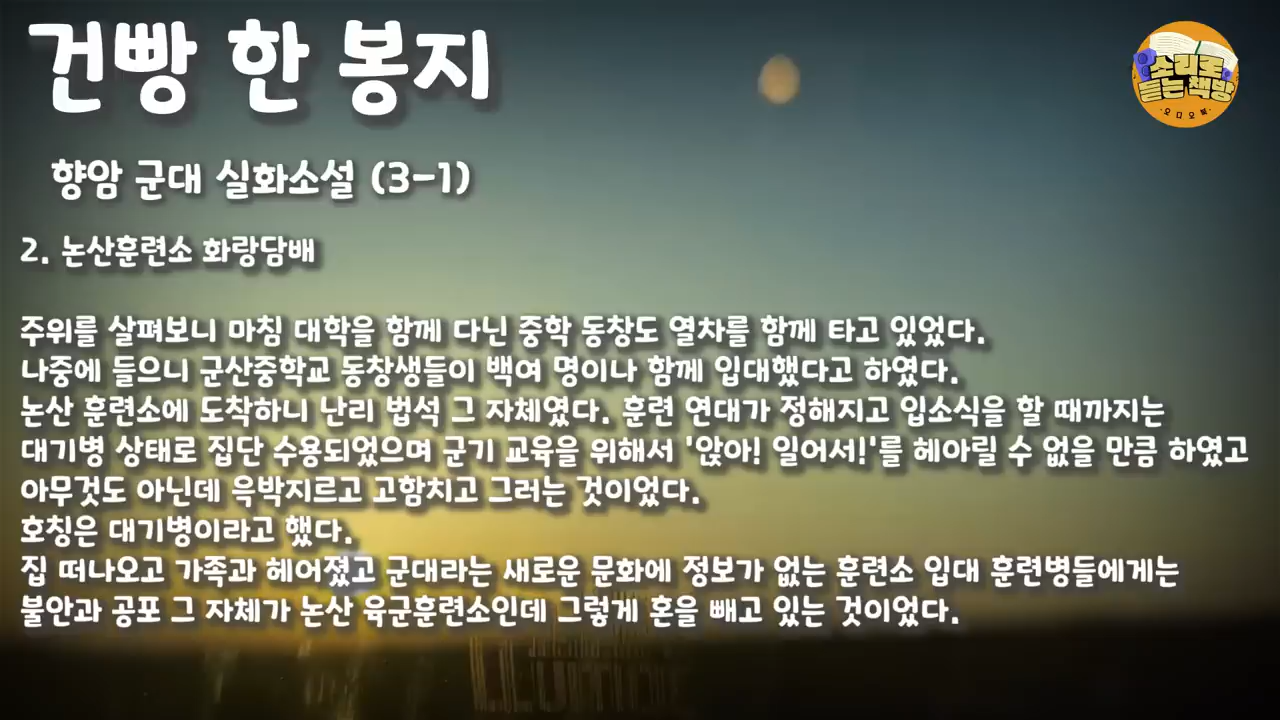 건빵 한 봉지
소리로
듣는 책방
·오디오북·
향암 군대 실화소설 (3-1)
2. 논산훈련소 화랑담배
주위를 살펴보니 마침 대학을 함께 다닌 중학 동창도 열차를 함께 타고 있었다.
나중에 들으니 군산중학교 동창생들이 백여 명이나 함께 입대했다고 하였다.
논산 훈련소에 도착하니 난리 법석 그 자체였다. 훈련 연대가 정해지고 입소식을 할 때까지는
대기병 상태로 집단 수용되었으며 군기 교육을 위해서 '앉아! 일어서!'를 헤아릴 수 없을 만큼 하였고
아무것도 아닌데 윽박지르고 고함치고 그러는 것이었다.
호칭은 대기병이라고 했다.
집 떠나오고 가족과 헤어졌고 군대라는 새로운 문화에 정보가 없는 훈련소 입대 훈련병들에게는
불안과 공포 그 자체가 논산 육군훈련소인데 그렇게 혼을 빼고 있는 것이었다.